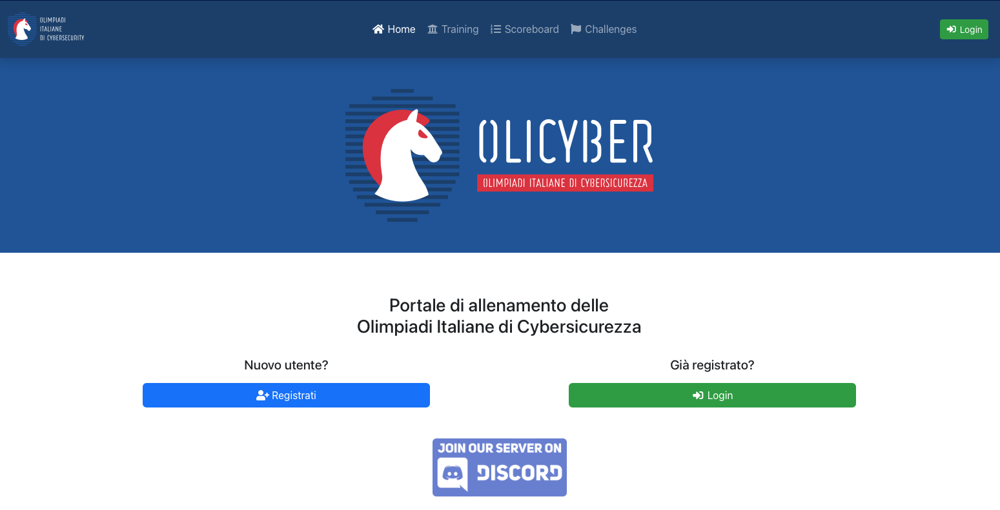 OLIMPIADI
ITALIANE
DI CYBERSECURITY
Home Training Scoreboard Challenges
Login
OLICYBER
OLIMPIADI ITALIANE DI CYBERSICUREZZA
Portale di allenamento delle
Olimpiadi Italiane di Cybersicurezza
Nuovo utente?
Registrati
Già registrato?
Login
JOIN OUR SERVER ON
DISCORD